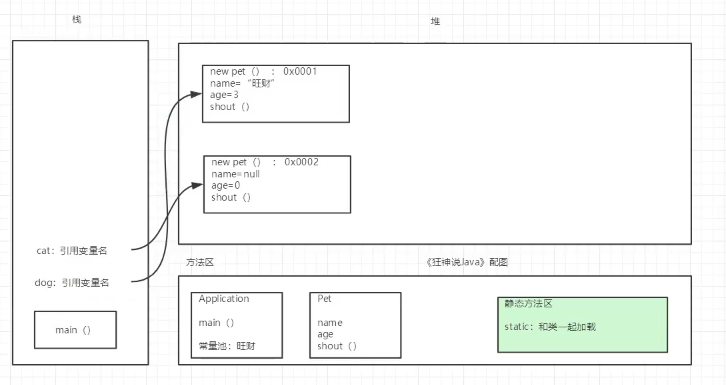 栈
堆
new pet（） ： 0x0001
name= “旺财”
age=3
shout（）
new pet（） ： 0x0002
name=null
age=0
shout（）
cat：引用变量名
dog：引用变量名
main（）
方法区
《狂神说Java》配图
Application
main（）
常量池：旺财
Pet
name
age
shout（）
静态方法区
static：和类一起加载